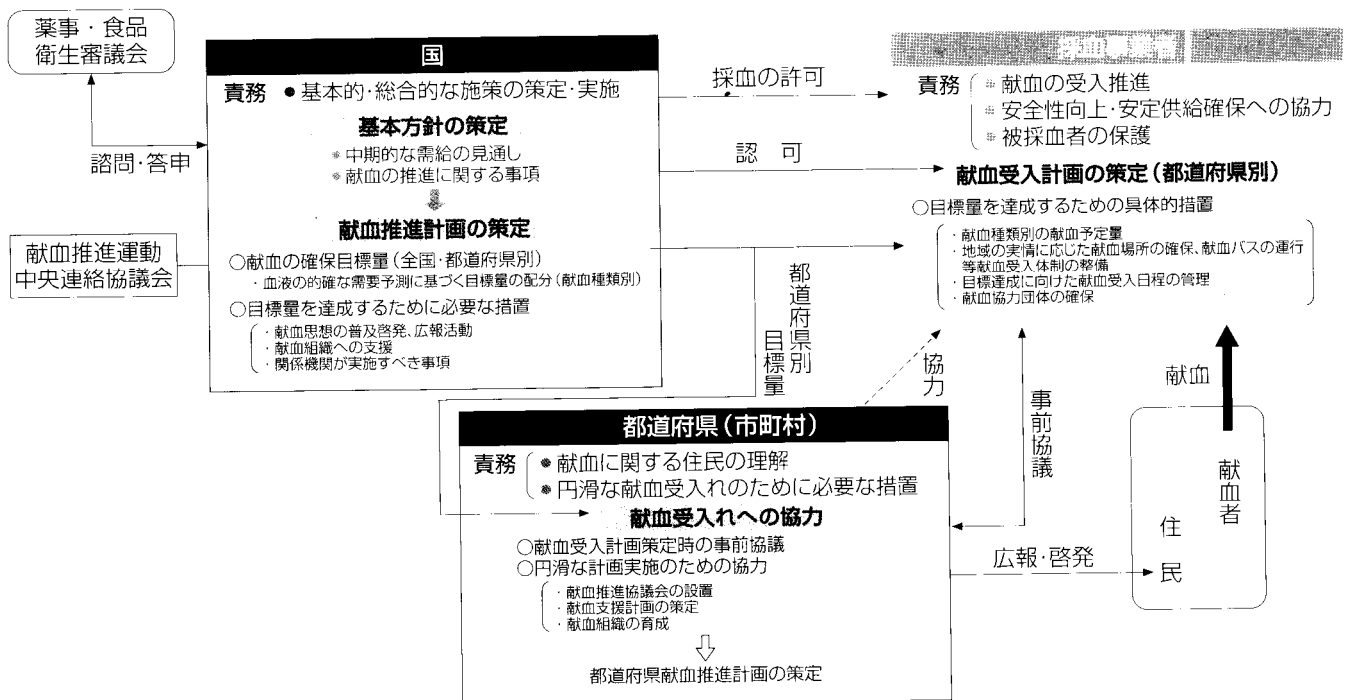 薬事・食品
衛生審議会
諮問・答申
献血推進運動
中央連絡協議会
国
責務 ● 基本的・総合的な施策の策定・実施
基本方針の策定
● 中期的な需給の見通し
● 献血の推進に関する事項
献血推進計画の策定
○献血の確保目標量(全国・都道府県別)
・血液の的確な需要予測に基づく目標量の配分(献血種類別)
○目標量を達成するために必要な措置
・献血思想の普及啓発、広報活動
・献血組織への支援
・関係機関が実施すべき事項
採血の許可
認 可
都道府県別
目標量
採血事業者
責務
● 献血の受入推進
● 安全性向上・安定供給確保への協力
● 被採血者の保護
献血受入計画の策定(都道府県別)
○目標量を達成するための具体的措置
・献血種類別の献血予定量
・地域の実情に応じた献血場所の確保、献血バスの運行
等献血受入体制の整備
・目標達成に向けた献血受入日程の管理
・献血協力団体の確保
協力
事前協議
献血
献血者
住民
都道府県(市町村)
責務
● 献血に関する住民の理解
● 円滑な献血受入れのために必要な措置
献血受入れへの協力
○献血受入計画策定時の事前協議
○円滑な計画実施のための協力
・献血推進協議会の設置
・献血支援計画の策定
・献血組織の育成
都道府県献血推進計画の策定
広報・啓発